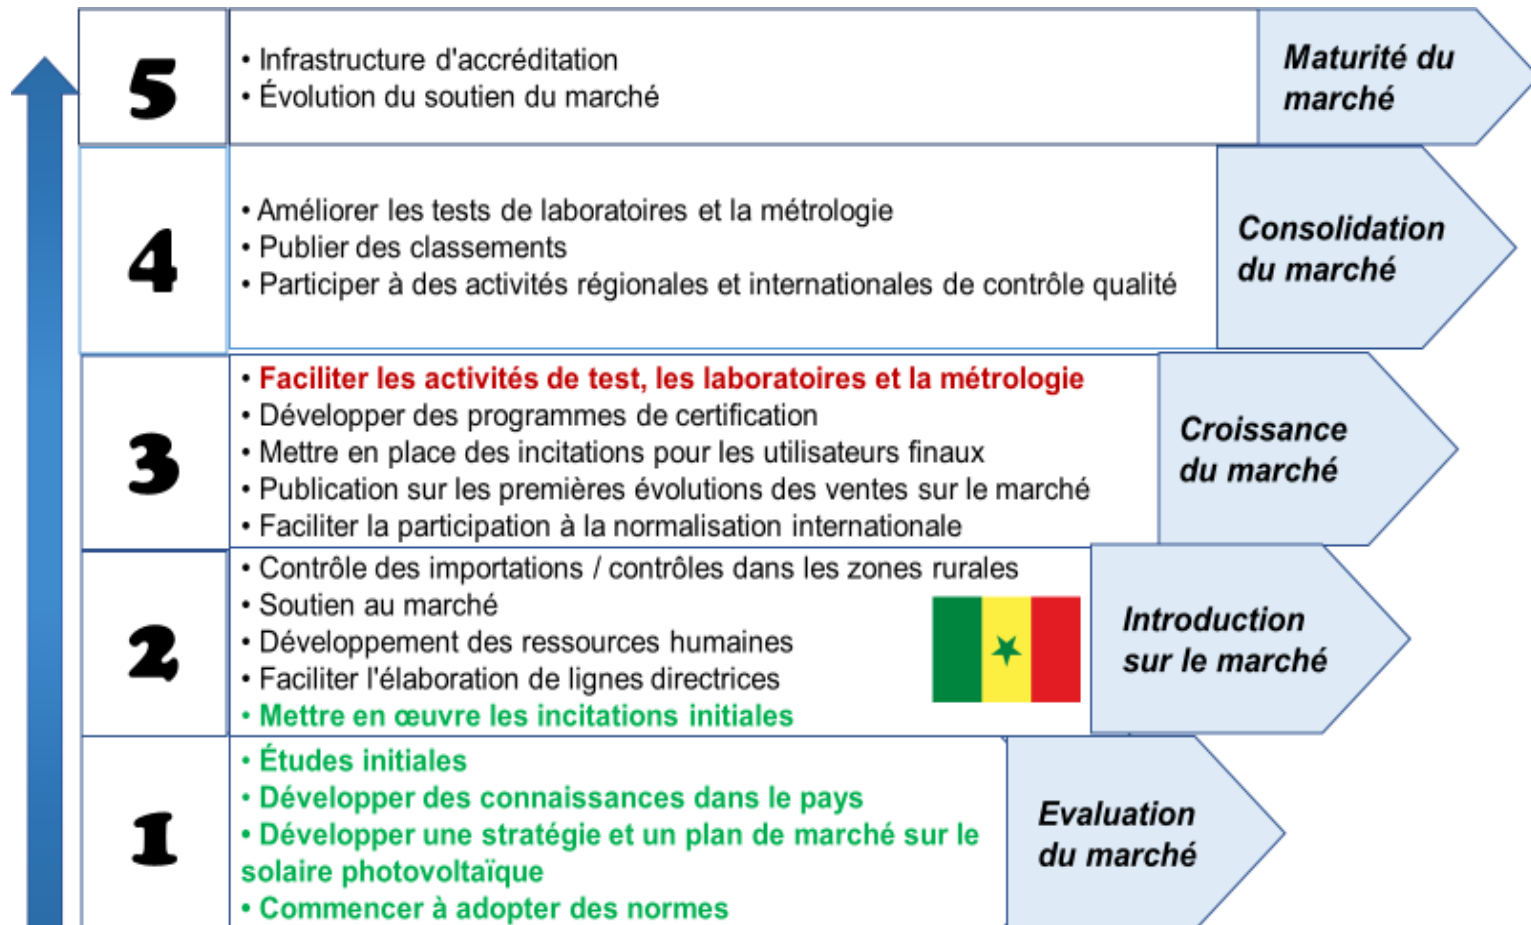 5
• Infrastructure d'accréditation
• Évolution du soutien du marché
Maturité du
marché
4
• Améliorer les tests de laboratoires et la métrologie
• Publier des classements
• Participer à des activités régionales et internationales de contrôle qualité
Consolidation
du marché
3
• Faciliter les activités de test, les laboratoires et la métrologie
• Développer des programmes de certification
• Mettre en place des incitations pour les utilisateurs finaux
• Publication sur les premières évolutions des ventes sur le marché
• Faciliter la participation à la normalisation internationale
Croissance
du marché
2
• Contrôle des importations / contrôles dans les zones rurales
• Soutien au marché
• Développement des ressources humaines
• Faciliter l'élaboration de lignes directrices
• Mettre en œuvre les incitations initiales
Introduction
sur le marché
1
• Études initiales
• Développer des connaissances dans le pays
• Développer une stratégie et un plan de marché sur le
solaire photovoltaïque
• Commencer à adopter des normes
Evaluation
du marché